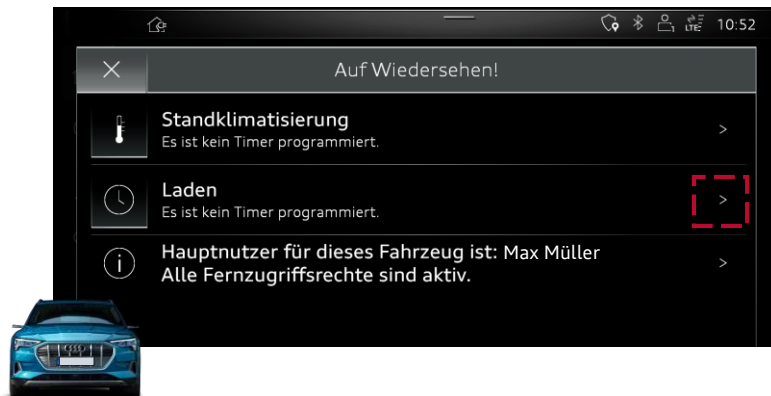 LTE 10:52
Auf Wiedersehen!
Standklimatisierung
Es ist kein Timer programmiert.
Laden
Es ist kein Timer programmiert.
Hauptnutzer für dieses Fahrzeug ist: Max Müller
Alle Fernzugriffsrechte sind aktiv.